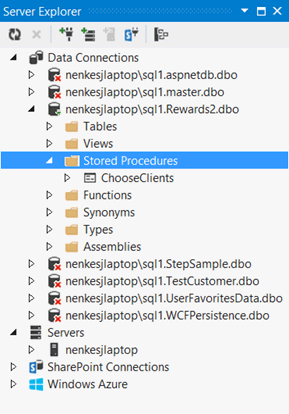 Server Explorer
Data Connections
nenkesjlaptop\sql1.aspnetdb.dbo
nenkesjlaptop\sql1.master.dbo
nenkesjlaptop\sql1.Rewards2.dbo
Tables
Views
Stored Procedures
ChooseClients
Functions
Synonyms
Types
Assemblies
nenkesjlaptop\sql1.StepSample.dbo
nenkesjlaptop\sql1.TestCustomer.dbo
nenkesjlaptop\sql1.UserFavoritesData.dbo
nenkesjlaptop\sql1.WCFPersistence.dbo
Servers
nenkesjlaptop
SharePoint Connections
Windows Azure